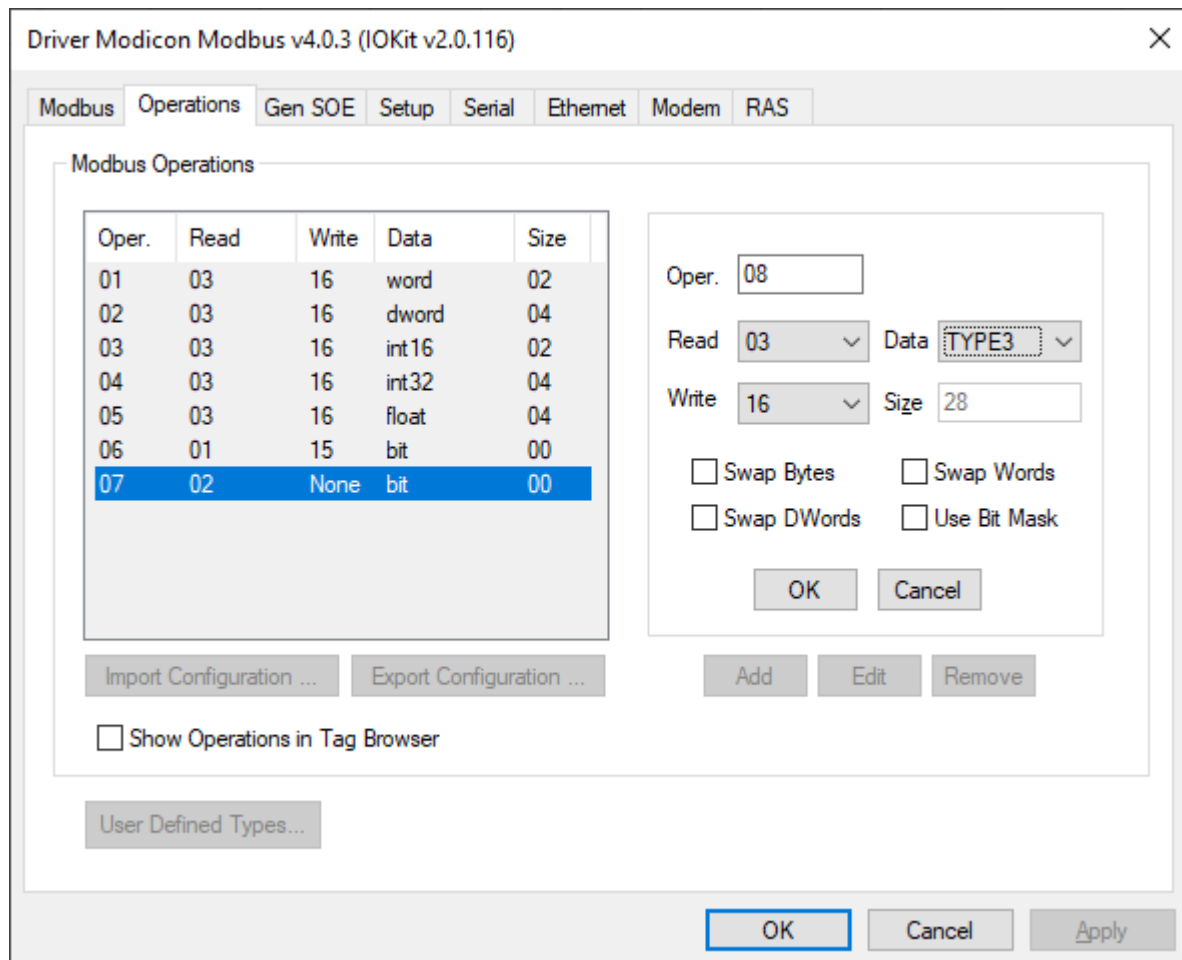 Driver Modicon Modbus v4.0.3 (IOKit v2.0.116)
Modbus Operations Gen SOE Setup Serial Ethernet Modem RAS
Modbus Operations
Oper. Read Write Data Size
01 03 16 word 02
02 03 16 dword 04
03 03 16 int16 02
04 03 16 int32 04
05 03 16 float 04
06 01 15 bit 00
07 02 None bit 00
Oper. 08
Read 03 Data TYPE3
Write 16 Size 28
Swap Bytes Swap Words
Swap DWords Use Bit Mask
OK Cancel
Import Configuration ... Export Configuration ... Add Edit Remove
Show Operations in Tag Browser
User Defined Types...
OK Cancel Apply